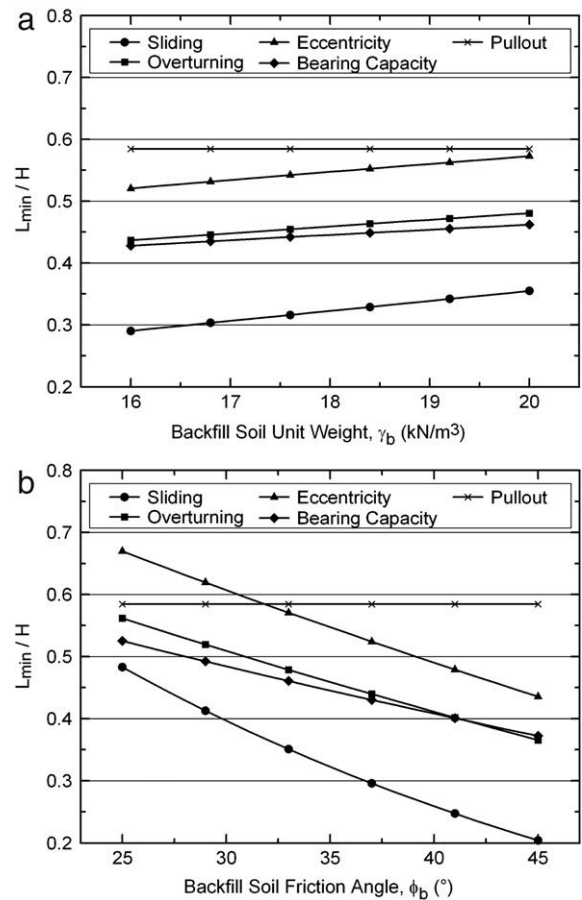 a
Sliding Eccentricity Pullout
Overturning Bearing Capacity
0.8
0.7
0.6
0.5
0.4
0.3
0.2
Lmin / H
16 17 18 19 20
Backfill Soil Unit Weight, γb (kN/m3)
b
Sliding Eccentricity Pullout
Overturning Bearing Capacity
0.8
0.7
0.6
0.5
0.4
0.3
0.2
Lmin / H
25 30 35 40 45
Backfill Soil Friction Angle, ϕb (°)